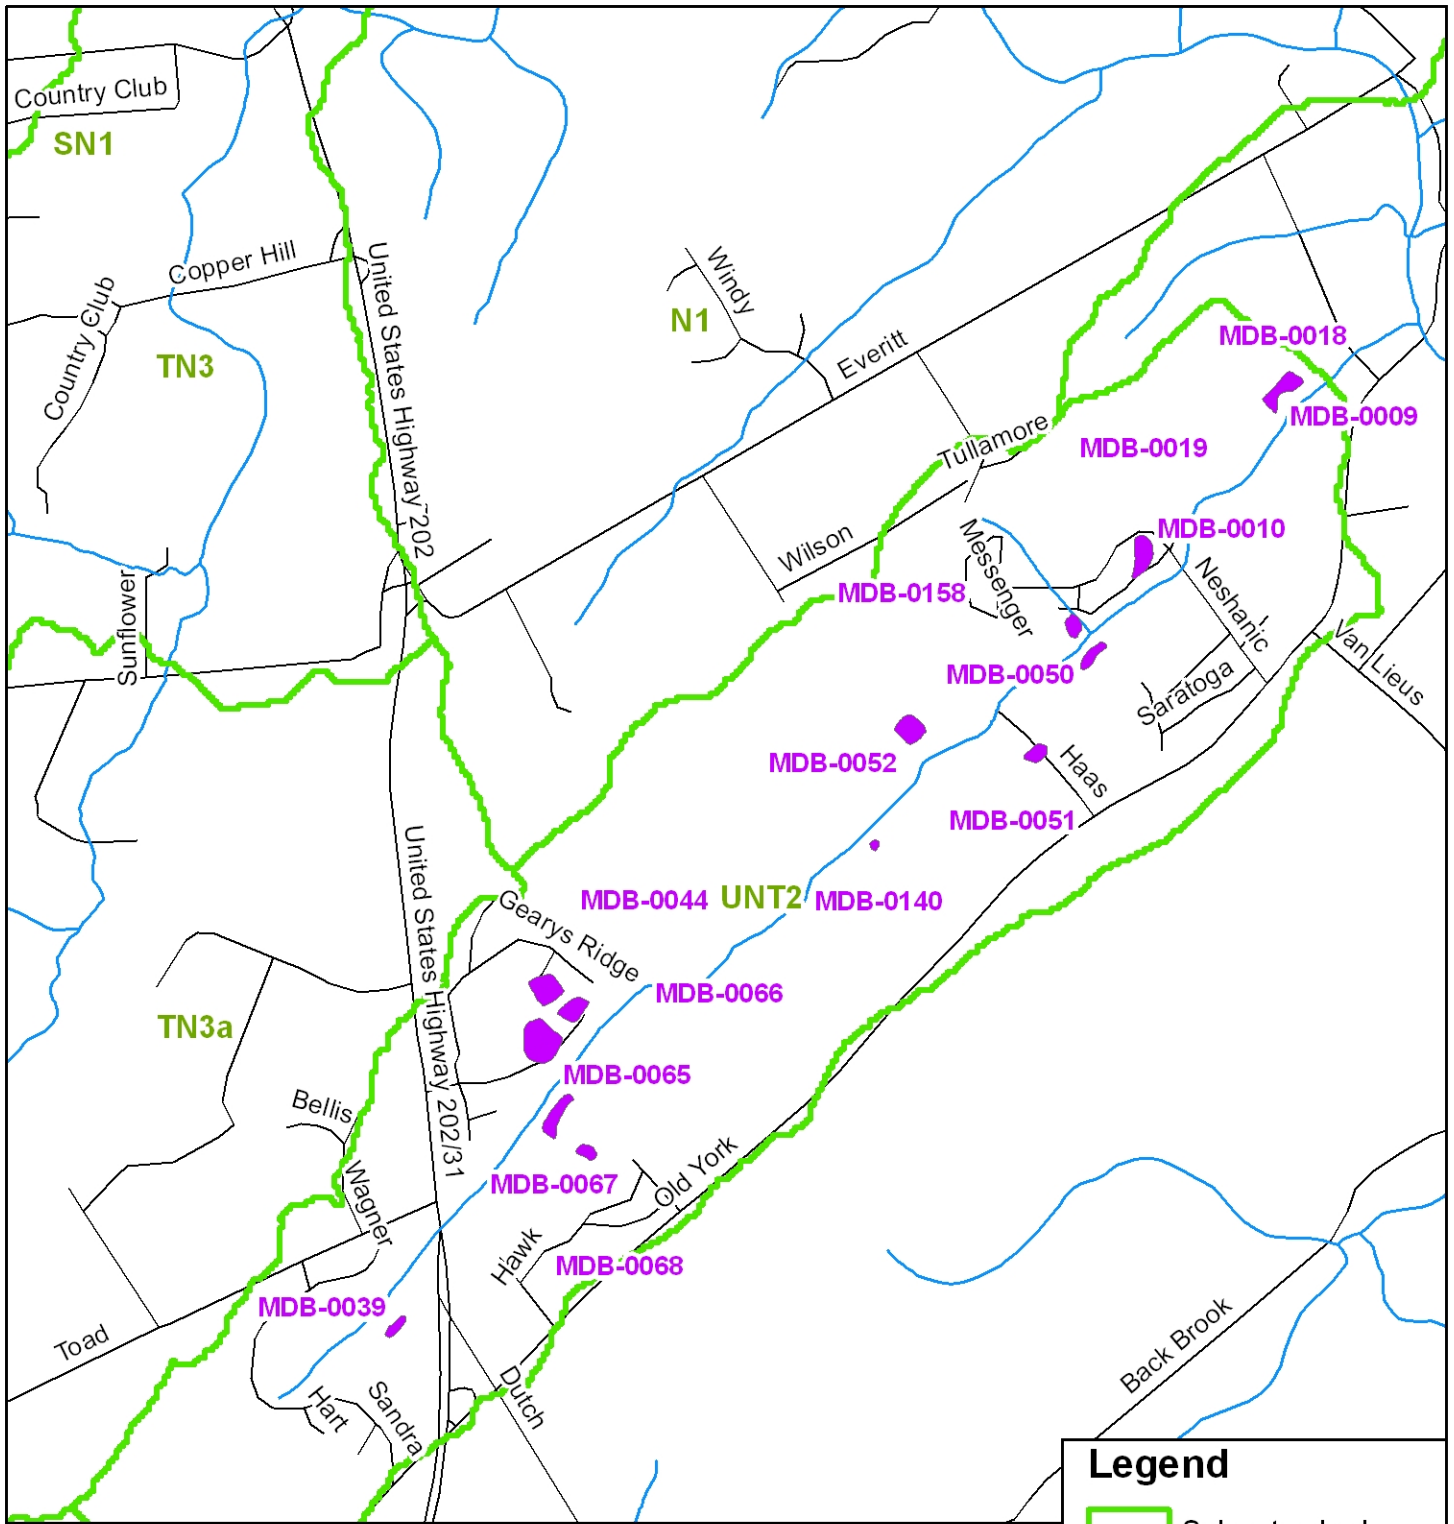 Country Club
SN1
Copper Hill
Country Club
TN3
United States Highway 202
Windy
N1
Everitt
MDB-0018
MDB-0009
Tullamore
MDB-0019
Wilson
MDB-0010
Messenger
MDB-0158
Neshanic
Sunflower
Van Lieus
MDB-0050
Saratoga
MDB-0052
Haas
MDB-0051
United States Highway 202/31
MDB-0044
UNT2
MDB-0140
Gearys Ridge
MDB-0066
TN3a
MDB-0065
Bellis
Wagner
MDB-0067
Old York
Hawk
MDB-0068
MDB-0039
Toad
Back Brook
Hart
Sandra
Dutch
Legend